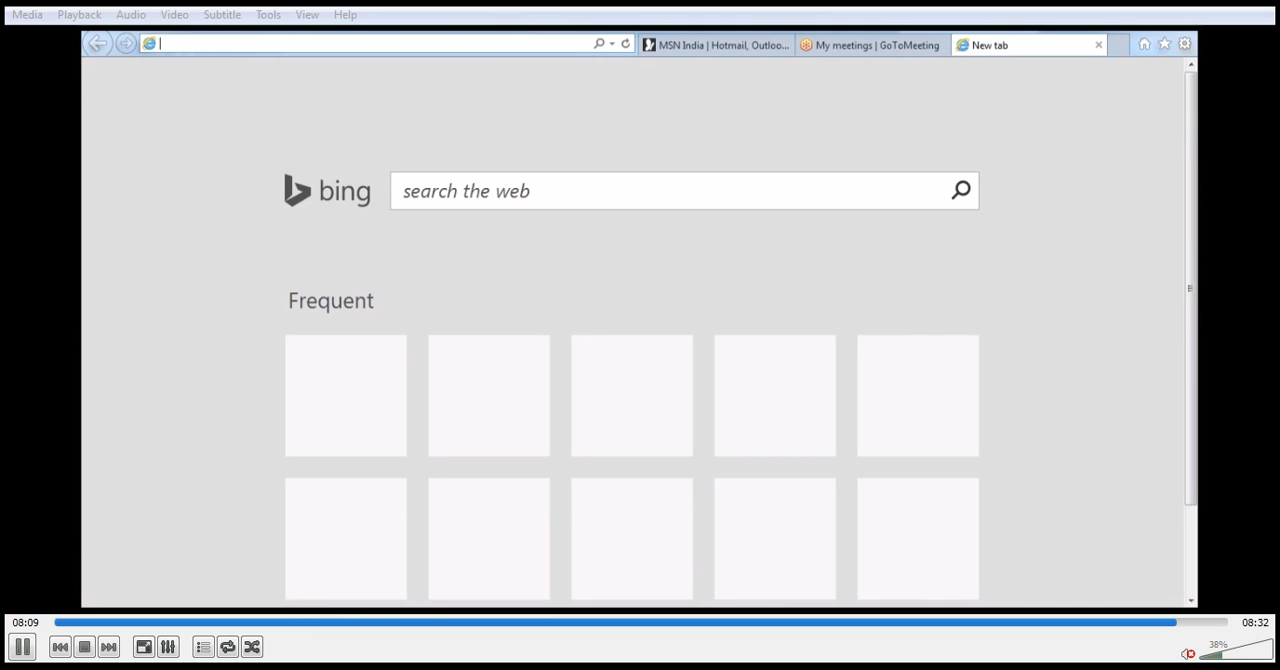 Media Playback Audio Video Subtitle Tools View Help
MSN India | Hotmail, Outloo... My meetings | GoToMeeting New tab
bing search the web
Frequent
08:09 08:32
38%